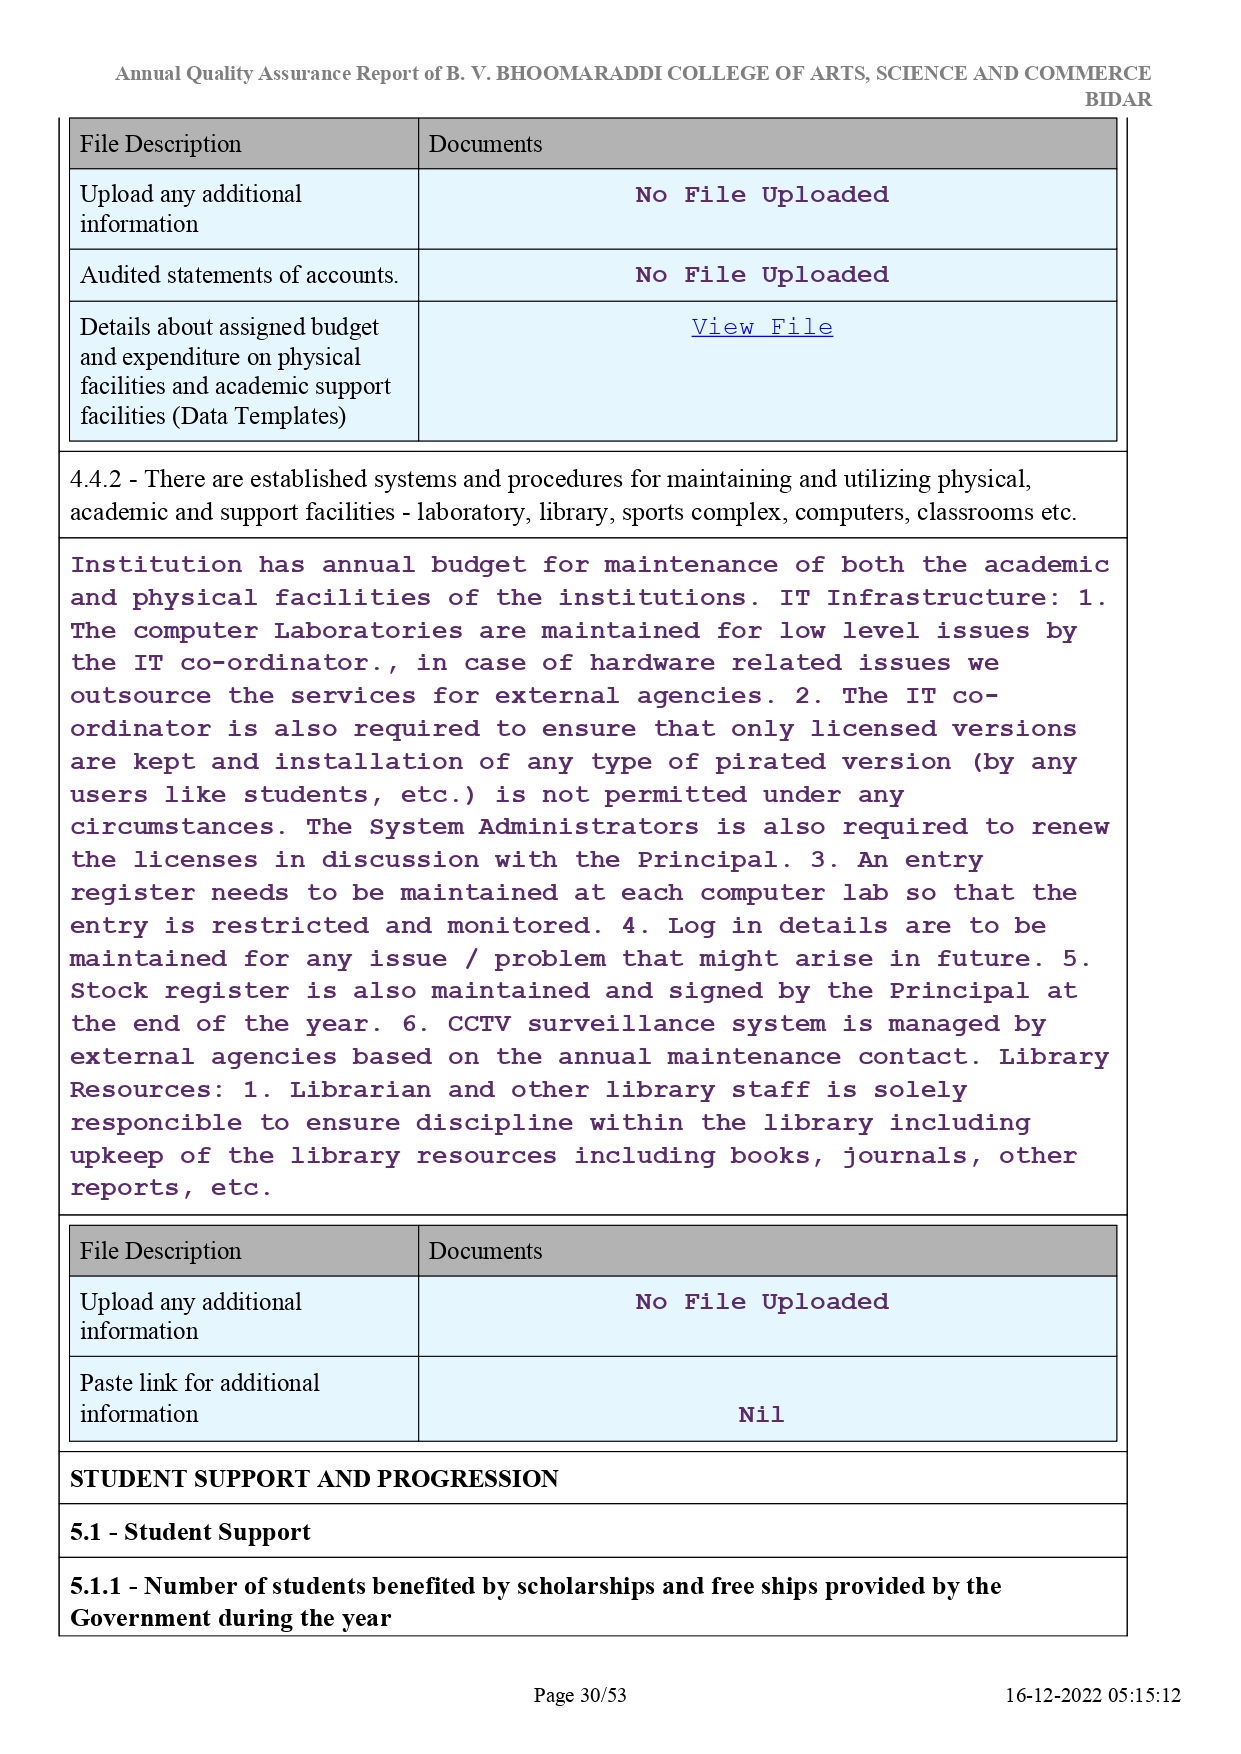 Annual Quality Assurance Report of B. V. BHOOMARADDI COLLEGE OF ARTS, SCIENCE AND COMMERCE
BIDAR
File Description Documents
Upload any additional No File Uploaded
information
Audited statements of accounts. No File Uploaded
Details about assigned budget View File
and expenditure on physical
facilities and academic support
facilities (Data Templates)
4.4.2 - There are established systems and procedures for maintaining and utilizing physical,
academic and support facilities - laboratory, library, sports complex, computers, classrooms etc.
Institution has annual budget for maintenance of both the academic
and physical facilities of the institutions. IT Infrastructure: 1.
The computer Laboratories are maintained for low level issues by
the IT co-ordinator., in case of hardware related issues we
outsource the services for external agencies. 2. The IT co-
ordinator is also required to ensure that only licensed versions
are kept and installation of any type of pirated version (by any
users like students, etc.) is not permitted under any
circumstances. The System Administrators is also required to renew
the licenses in discussion with the Principal. 3. An entry
register needs to be maintained at each computer lab so that the
entry is restricted and monitored. 4. Log in details are to be
maintained for any issue / problem that might arise in future. 5.
Stock register is also maintained and signed by the Principal at
the end of the year. 6. CCTV surveillance system is managed by
external agencies based on the annual maintenance contact. Library
Resources: 1. Librarian and other library staff is solely
responcible to ensure discipline within the library including
upkeep of the library resources including books, journals, other
reports, etc.
File Description Documents
Upload any additional No File Uploaded
information
Paste link for additional
information Nil
STUDENT SUPPORT AND PROGRESSION
5.1 - Student Support
5.1.1 - Number of students benefited by scholarships and free ships provided by the
Government during the year
Page 30/53 16-12-2022 05:15:12